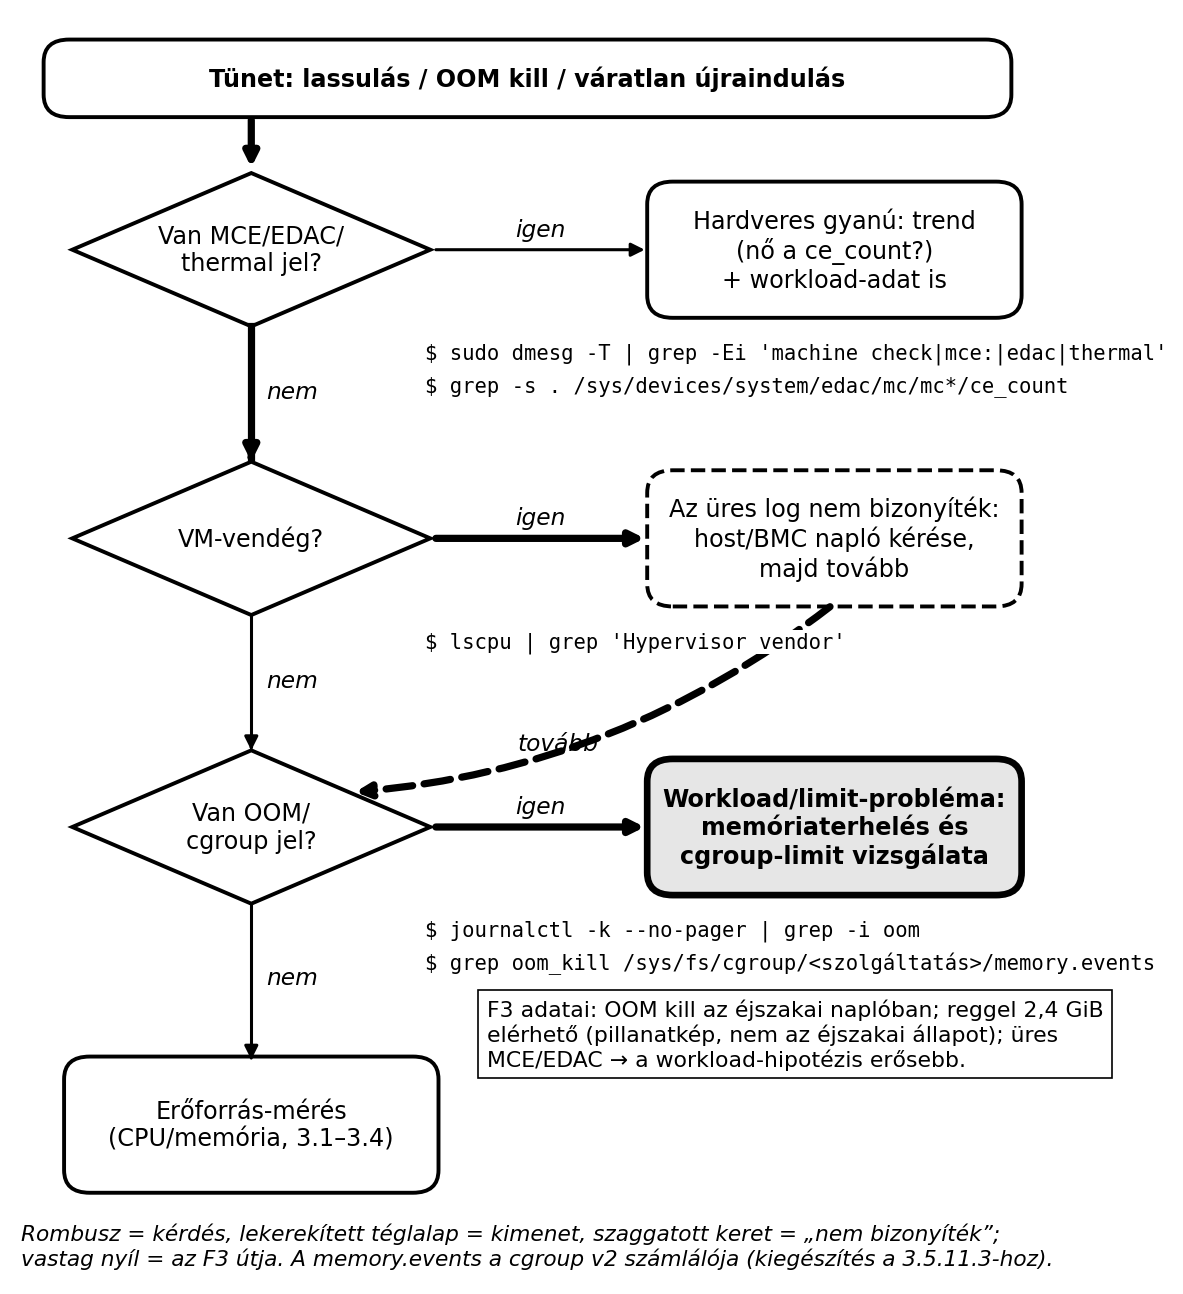 Tünet: lassulás / OOM kill / váratlan újraindulás
Van MCE/EDAC/
thermal jel?
igen
Hardveres gyanú: trend
(nő a ce_count?)
+ workload-adat is
$ sudo dmesg -T | grep -Ei 'machine check|mce:|edac|thermal'
$ grep -s . /sys/devices/system/edac/mc/mc*/ce_count
nem
VM-vendég?
igen
Az üres log nem bizonyíték:
host/BMC napló kérése,
majd tovább
$ lscpu | grep 'Hypervisor vendor'
nem
tovább
Van OOM/
cgroup jel?
igen
Workload/limit-probléma:
memóriaterhelés és
cgroup-limit vizsgálata
$ journalctl -k --no-pager | grep -i oom
$ grep oom_kill /sys/fs/cgroup/<szolgáltatás>/memory.events
nem
F3 adatai: OOM kill az éjszakai naplóban; reggel 2,4 GiB
elérhető (pillanatkép, nem az éjszakai állapot); üres
MCE/EDAC → a workload-hipotézis erősebb.
Erőforrás-mérés
(CPU/memória, 3.1–3.4)
Rombusz = kérdés, lekerekített téglalap = kimenet, szaggatott keret = „nem bizonyíték”;
vastag nyíl = az F3 útja. A memory.events a cgroup v2 számlálója (kiegészítés a 3.5.11.3-hoz).